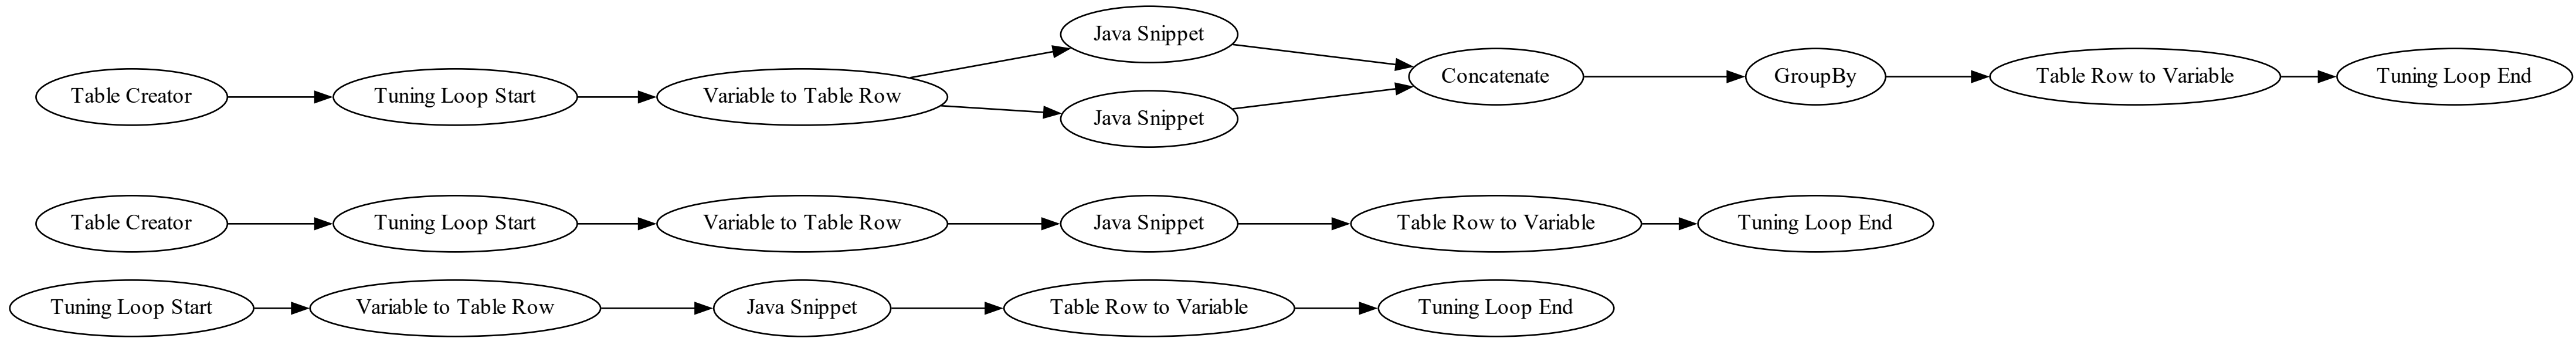 Table Creator
Tuning Loop Start
Variable to Table Row
Java Snippet
Java Snippet
Concatenate
GroupBy
Table Row to Variable
Tuning Loop End
Table Creator
Tuning Loop Start
Variable to Table Row
Java Snippet
Table Row to Variable
Tuning Loop End
Tuning Loop Start
Variable to Table Row
Java Snippet
Table Row to Variable
Tuning Loop End